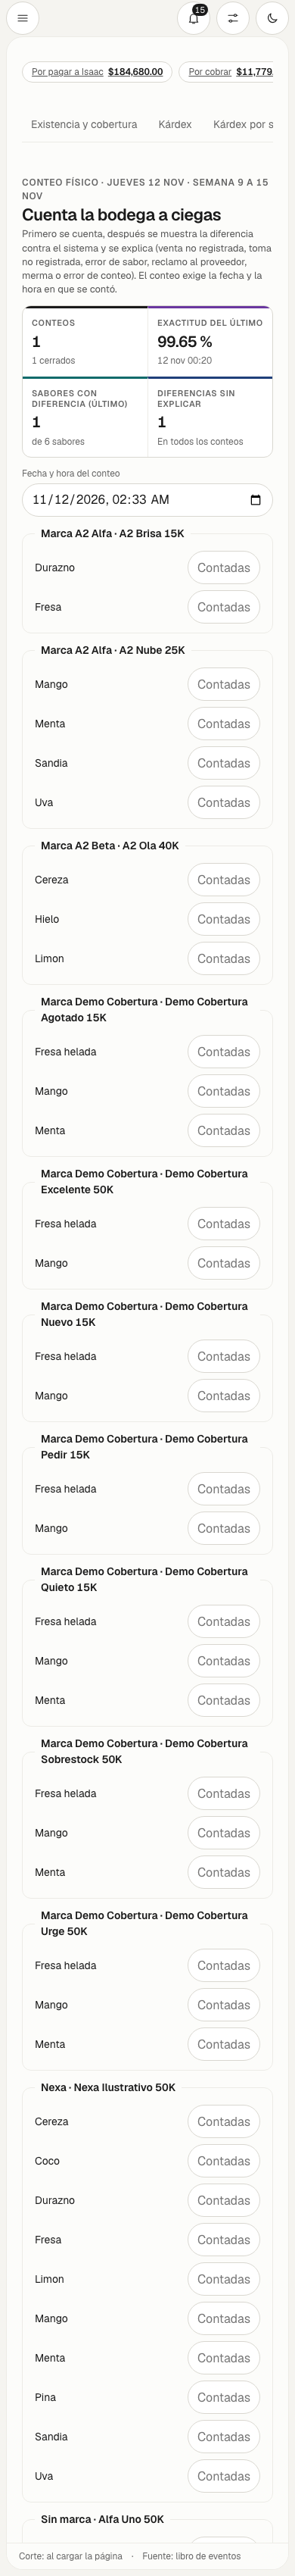 15
Por pagar a Isaac $184,680.00 Por cobrar $11,779
Existencia y cobertura Kárdex Kárdex por s
CONTEO FÍSICO · JUEVES 12 NOV · SEMANA 9 A 15
NOV
Cuenta la bodega a ciegas
Primero se cuenta, después se muestra la diferencia
contra el sistema y se explica (venta no registrada, toma
no registrada, error de sabor, reclamo al proveedor,
merma o error de conteo). El conteo exige la fecha y la
hora en que se contó.
CONTEOS
1
1 cerrados
EXACTITUD DEL ÚLTIMO
99.65 %
12 nov 00:20
SABORES CON
DIFERENCIA (ÚLTIMO)
1
de 6 sabores
DIFERENCIAS SIN
EXPLICAR
1
En todos los conteos
Fecha y hora del conteo
11/12/2026, 02:33 AM
Marca A2 Alfa · A2 Brisa 15K
Durazno Contadas
Fresa Contadas
Marca A2 Alfa · A2 Nube 25K
Mango Contadas
Menta Contadas
Sandia Contadas
Uva Contadas
Marca A2 Beta · A2 Ola 40K
Cereza Contadas
Hielo Contadas
Limon Contadas
Marca Demo Cobertura · Demo Cobertura
Agotado 15K
Fresa helada Contadas
Mango Contadas
Menta Contadas
Marca Demo Cobertura · Demo Cobertura
Excelente 50K
Fresa helada Contadas
Mango Contadas
Marca Demo Cobertura · Demo Cobertura
Nuevo 15K
Fresa helada Contadas
Mango Contadas
Marca Demo Cobertura · Demo Cobertura
Pedir 15K
Fresa helada Contadas
Mango Contadas
Marca Demo Cobertura · Demo Cobertura
Quieto 15K
Fresa helada Contadas
Mango Contadas
Menta Contadas
Marca Demo Cobertura · Demo Cobertura
Sobrestock 50K
Fresa helada Contadas
Mango Contadas
Menta Contadas
Marca Demo Cobertura · Demo Cobertura
Urge 50K
Fresa helada Contadas
Mango Contadas
Menta Contadas
Nexa · Nexa Ilustrativo 50K
Cereza Contadas
Coco Contadas
Durazno Contadas
Fresa Contadas
Limon Contadas
Mango Contadas
Menta Contadas
Pina Contadas
Sandia Contadas
Uva Contadas
Sin marca · Alfa Uno 50K
Corte: al cargar la página · Fuente: libro de eventos